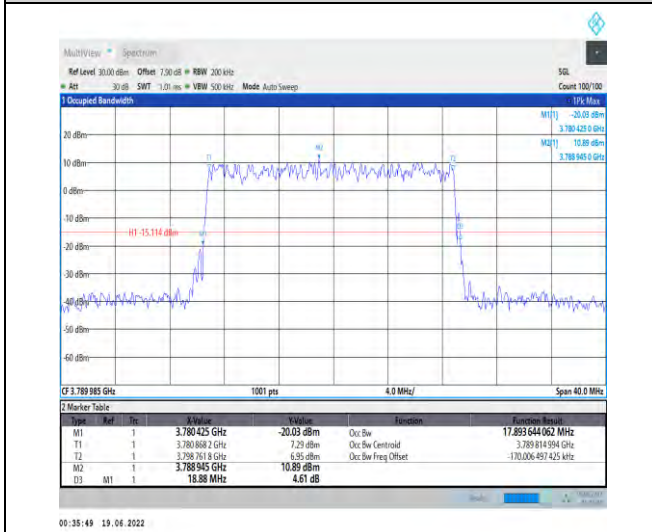 MultiView Spectrum
Ref Level 30.00 dBm Offset 7.50 dB RBW 200 kHz SGL
Att 30 dB SWT 1.01 ms VBW 500 kHz Mode Auto Sweep Count 100/100
1 Occupied Bandwidth 1Pk Max
M1[1] -20.03 dBm
3.780 425 0 GHz
M2[1] 10.89 dBm
3.788 945 0 GHz
20 dBm
M2
T1 T2
10 dBm
0 dBm
-10 dBm
H1 -15.114 dBm
M1
-20 dBm
-30 dBm
-40 dBm
-50 dBm
-60 dBm
CF 3.789 985 GHz 1001 pts 4.0 MHz/ Span 40.0 MHz
2 Marker Table
Type Ref Trc X-Value Y-Value Function Function Result
M1 1 3.780 425 GHz -20.03 dBm Occ Bw 17.893 644 062 MHz
T1 1 3.780 868 2 GHz 7.29 dBm Occ Bw Centroid 3.789 814 994 GHz
T2 1 3.798 761 8 GHz 6.95 dBm Occ Bw Freq Offset -170.006 497 425 kHz
M2 1 3.788 945 GHz 10.89 dBm
D3 M1 1 18.88 MHz 4.61 dB
00:35:49 19.06.2022